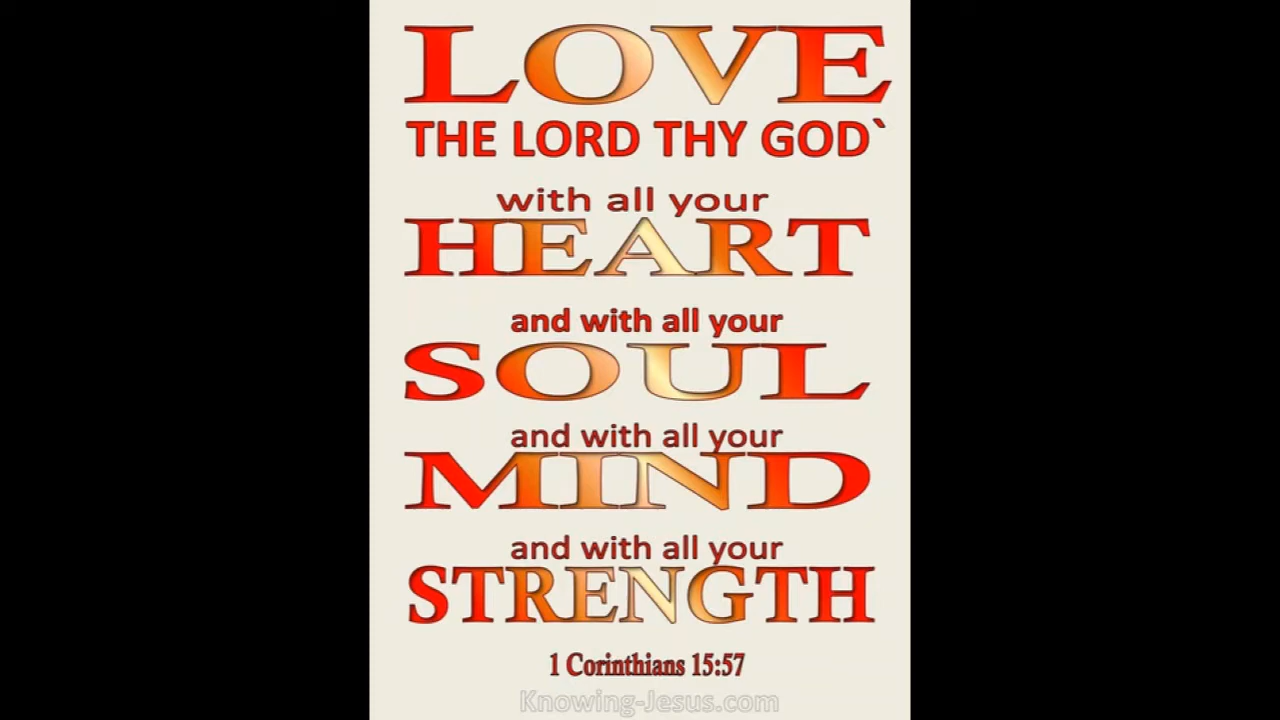 LOVE
THE LORD THY GOD`
with all your
HEART
and with all your
SOUL
and with all your
MIND
and with all your
STRENGTH
1 Corinthians 15:57
Knowing-Jesus.com